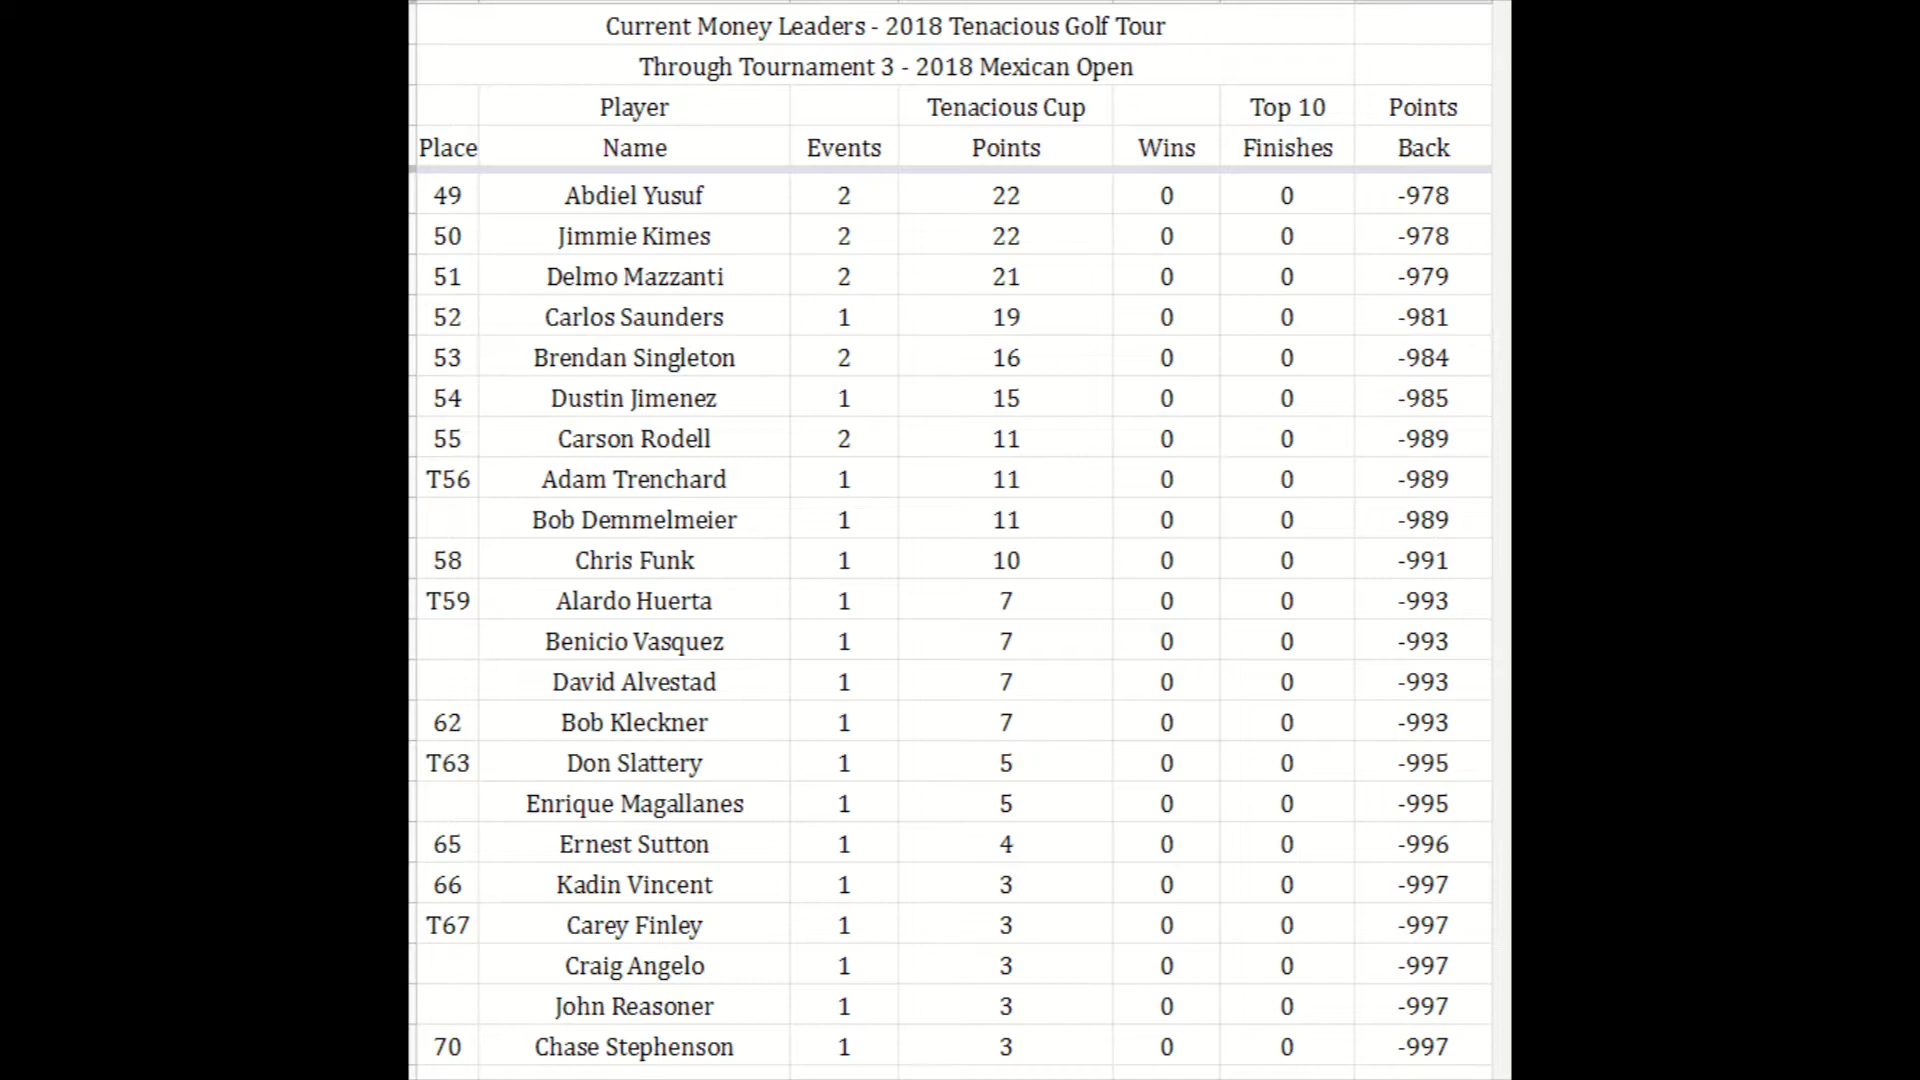 Current Money Leaders - 2018 Tenacious Golf Tour
Through Tournament 3 - 2018 Mexican Open
Player Tenacious Cup Top 10 Points
Place Name Events Points Wins Finishes Back
49 Abdiel Yusuf 2 22 0 0 -978
50 Jimmie Kimes 2 22 0 0 -978
51 Delmo Mazzanti 2 21 0 0 -979
52 Carlos Saunders 1 19 0 0 -981
53 Brendan Singleton 2 16 0 0 -984
54 Dustin Jimenez 1 15 0 0 -985
55 Carson Rodell 2 11 0 0 -989
T56 Adam Trenchard 1 11 0 0 -989
Bob Demmelmeier 1 11 0 0 -989
58 Chris Funk 1 10 0 0 -991
T59 Alardo Huerta 1 7 0 0 -993
Benicio Vasquez 1 7 0 0 -993
David Alvestad 1 7 0 0 -993
62 Bob Kleckner 1 7 0 0 -993
T63 Don Slattery 1 5 0 0 -995
Enrique Magallanes 1 5 0 0 -995
65 Ernest Sutton 1 4 0 0 -996
66 Kadin Vincent 1 3 0 0 -997
T67 Carey Finley 1 3 0 0 -997
Craig Angelo 1 3 0 0 -997
John Reasoner 1 3 0 0 -997
70 Chase Stephenson 1 3 0 0 -997